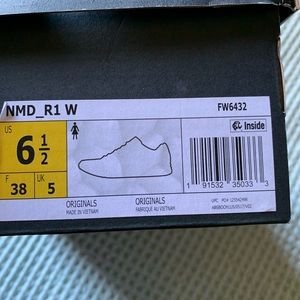 NMD_R1 W
FW6432
US
6 1/2
Inside
F
38
UK
5
1 91532 35033 3
ORIGINALS
MADE IN VIETNAM
ORIGINALS
FABRIQUÉ AU VIETNAM
UPC